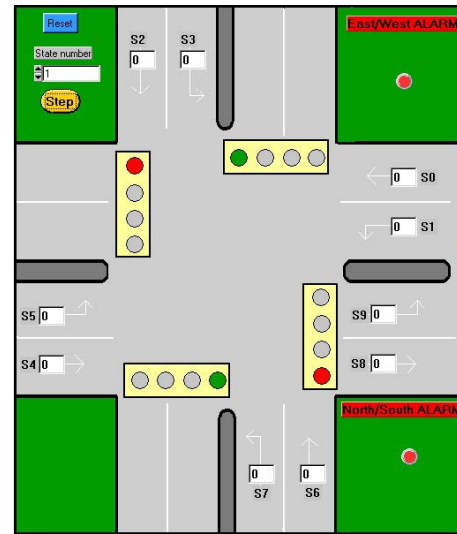 Reset
State number
1
Step
S2
0
S3
0
East/West ALARM
0 S0
0 S1
S5 0
S4 0
S9 0
S8 0
North/South ALARM
0
S7
0
S6